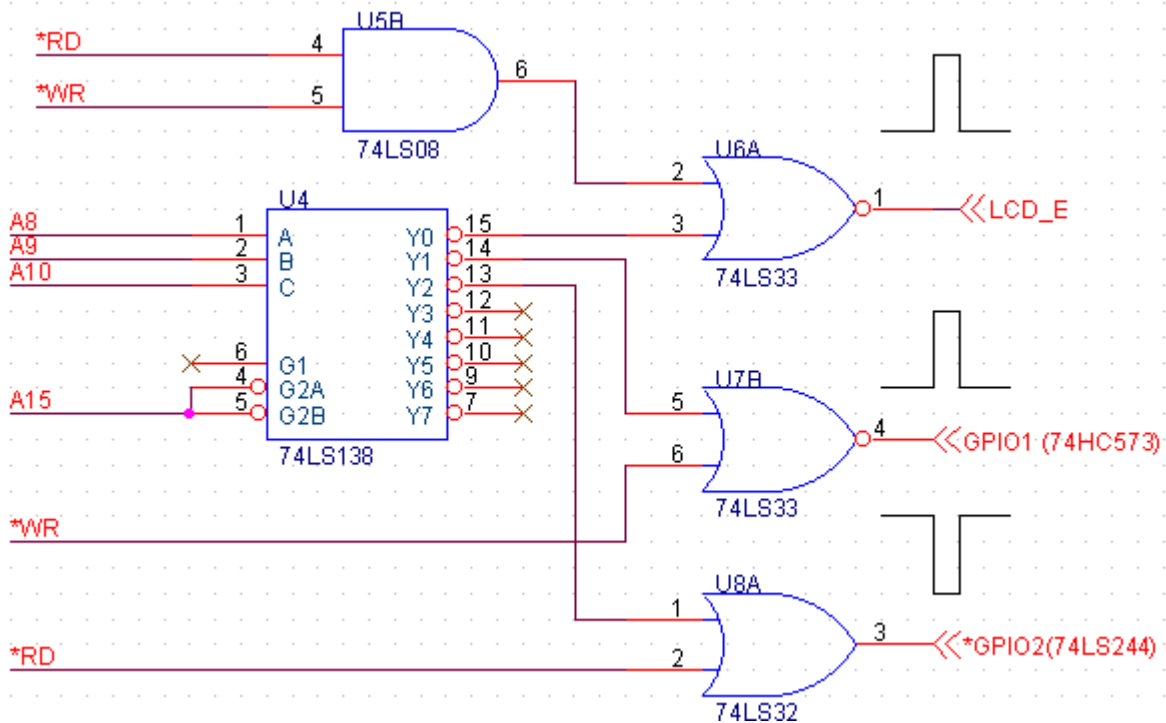 U5B
*RD 4
6
*WR 5
74LS08
U6A
2
1 LCD_E
3
74LS33
U4
A8 1 A Y0 15
A9 2 B Y1 14
A10 3 C Y2 13
Y3 12
Y4 11
6 G1 Y5 10
4 G2A Y6 9
A15 5 G2B Y7 7
74LS138
U7B
5
4 GPIO1 (74HC573)
6
74LS33
*WR
U8A
1
3 *GPIO2(74LS244)
*RD 2
74LS32